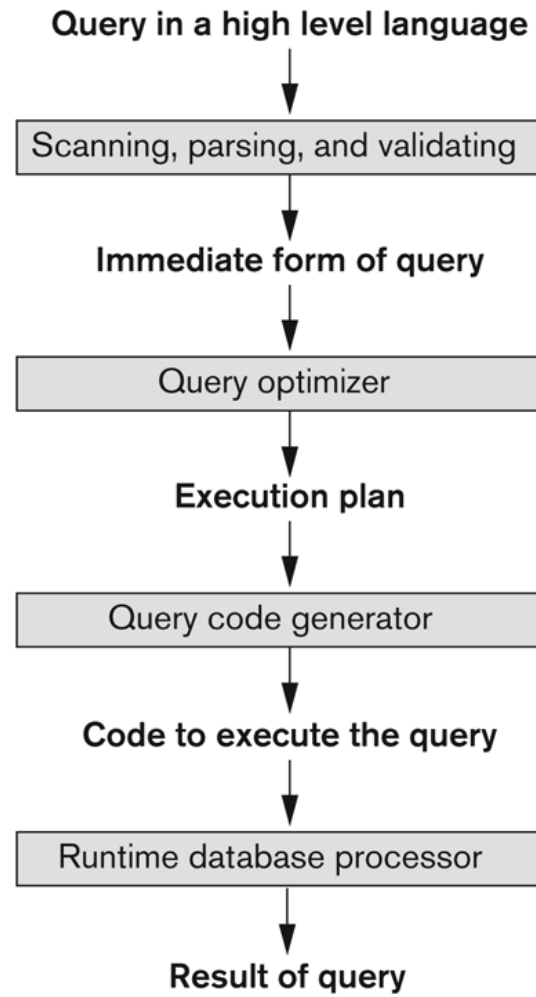 Query in a high level language
Scanning, parsing, and validating
Immediate form of query
Query optimizer
Execution plan
Query code generator
Code to execute the query
Runtime database processor
Result of query